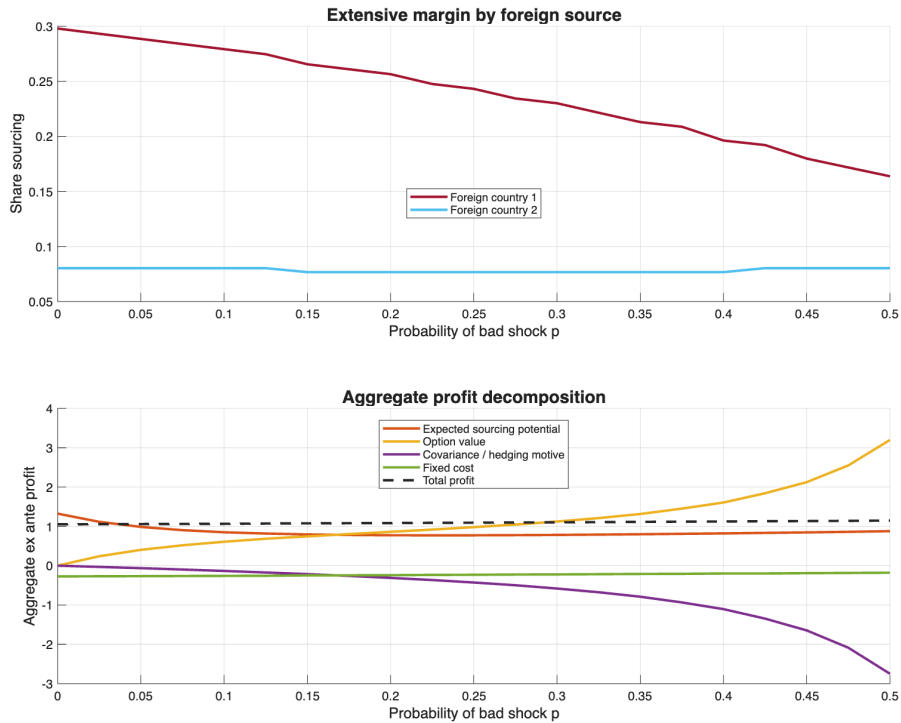 Extensive margin by foreign source
0.3
0.25
0.2
0.15
0.1
0.05
Share sourcing
Foreign country 1
Foreign country 2
0 0.05 0.1 0.15 0.2 0.25 0.3 0.35 0.4 0.45 0.5
Probability of bad shock p
Aggregate profit decomposition
4
3
2
1
0
-1
-2
-3
Aggregate ex ante profit
Expected sourcing potential
Option value
Covariance / hedging motive
Fixed cost
Total profit
0 0.05 0.1 0.15 0.2 0.25 0.3 0.35 0.4 0.45 0.5
Probability of bad shock p